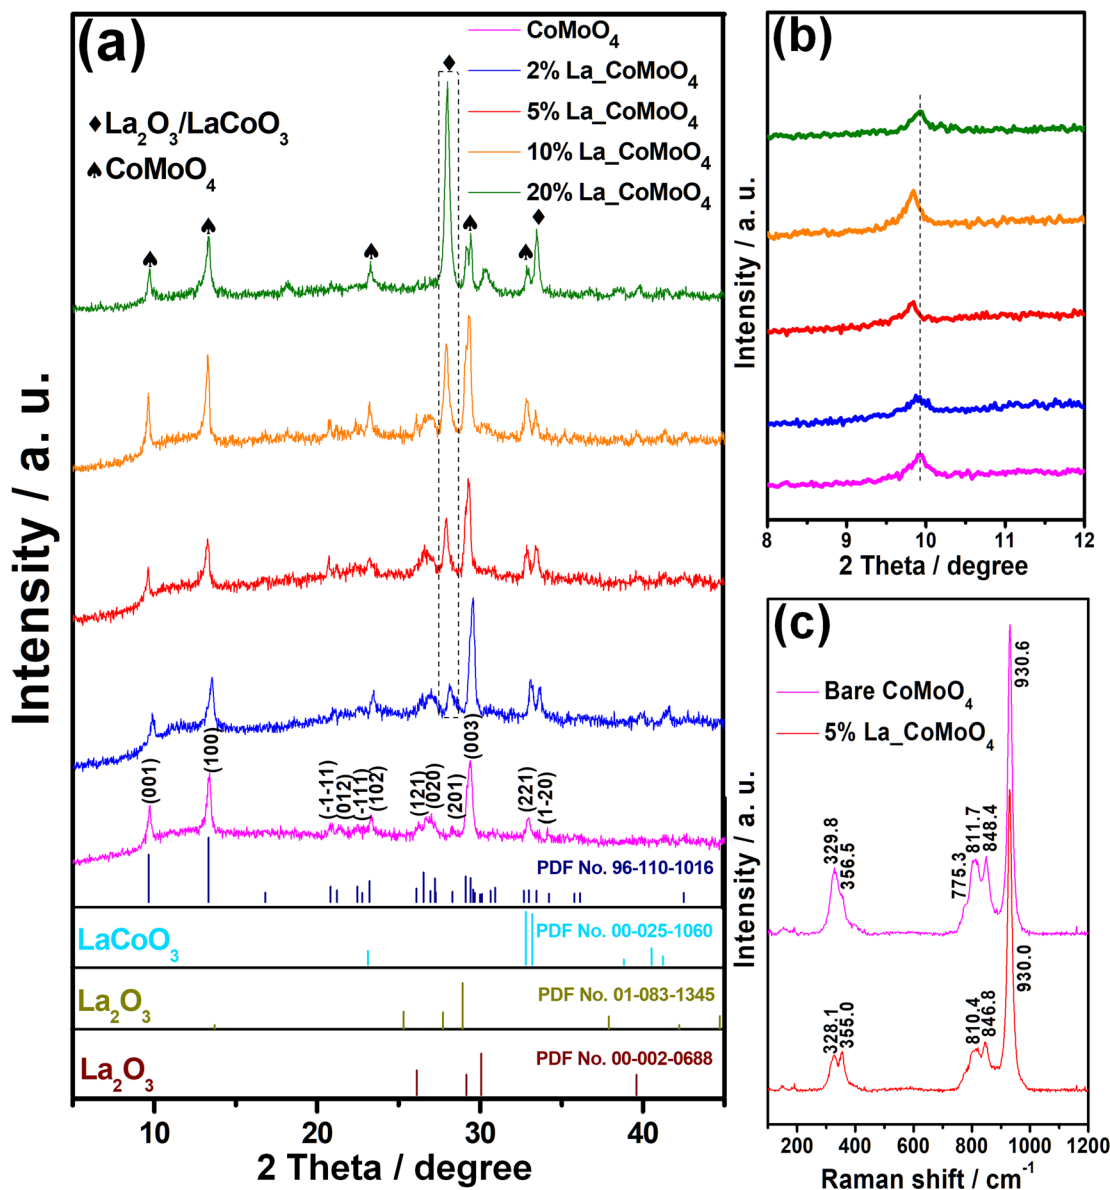 (a)
CoMoO4
2% La_CoMoO4
5% La_CoMoO4
10% La_CoMoO4
20% La_CoMoO4
♦ La2O3/LaCoO3
♠ CoMoO4
Intensity / a. u.
(001)
(100)
(-1-11)
(012)
(-111)
(102)
(121)
(020)
(201)
(003)
(221)
(1-20)
PDF No. 96-110-1016
LaCoO3
PDF No. 00-025-1060
La2O3
PDF No. 01-083-1345
La2O3
PDF No. 00-002-0688
10 20 30 40
2 Theta / degree
(b)
Intensity / a. u.
8 9 10 11 12
2 Theta / degree
(c)
Bare CoMoO4
5% La_CoMoO4
Intensity / a. u.
329.8
356.5
775.3
811.7
848.4
930.6
328.1
355.0
810.4
846.8
930.0
200 400 600 800 1000 1200
Raman shift / cm-1